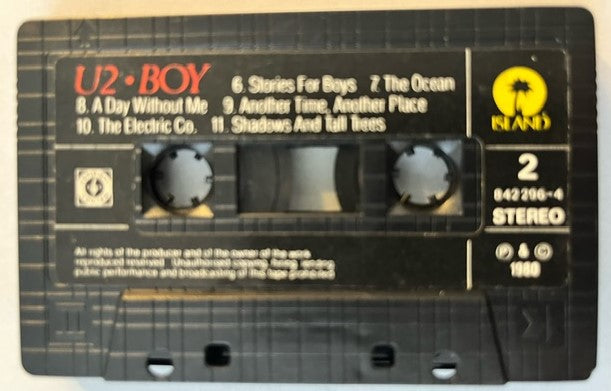 U2 • BOY
6. Stories For Boys 7. The Ocean
8. A Day Without Me 9. Another Time, Another Place
10. The Electric Co. 11. Shadows And Tall Trees
ISLAND
2
842 296-4
STEREO
All rights of the producer and of the owner of the work
reproduced reserved. Unauthorised copying, hiring, lending,
public performance and broadcasting of this tape prohibited
Ⓟ & ©
1980